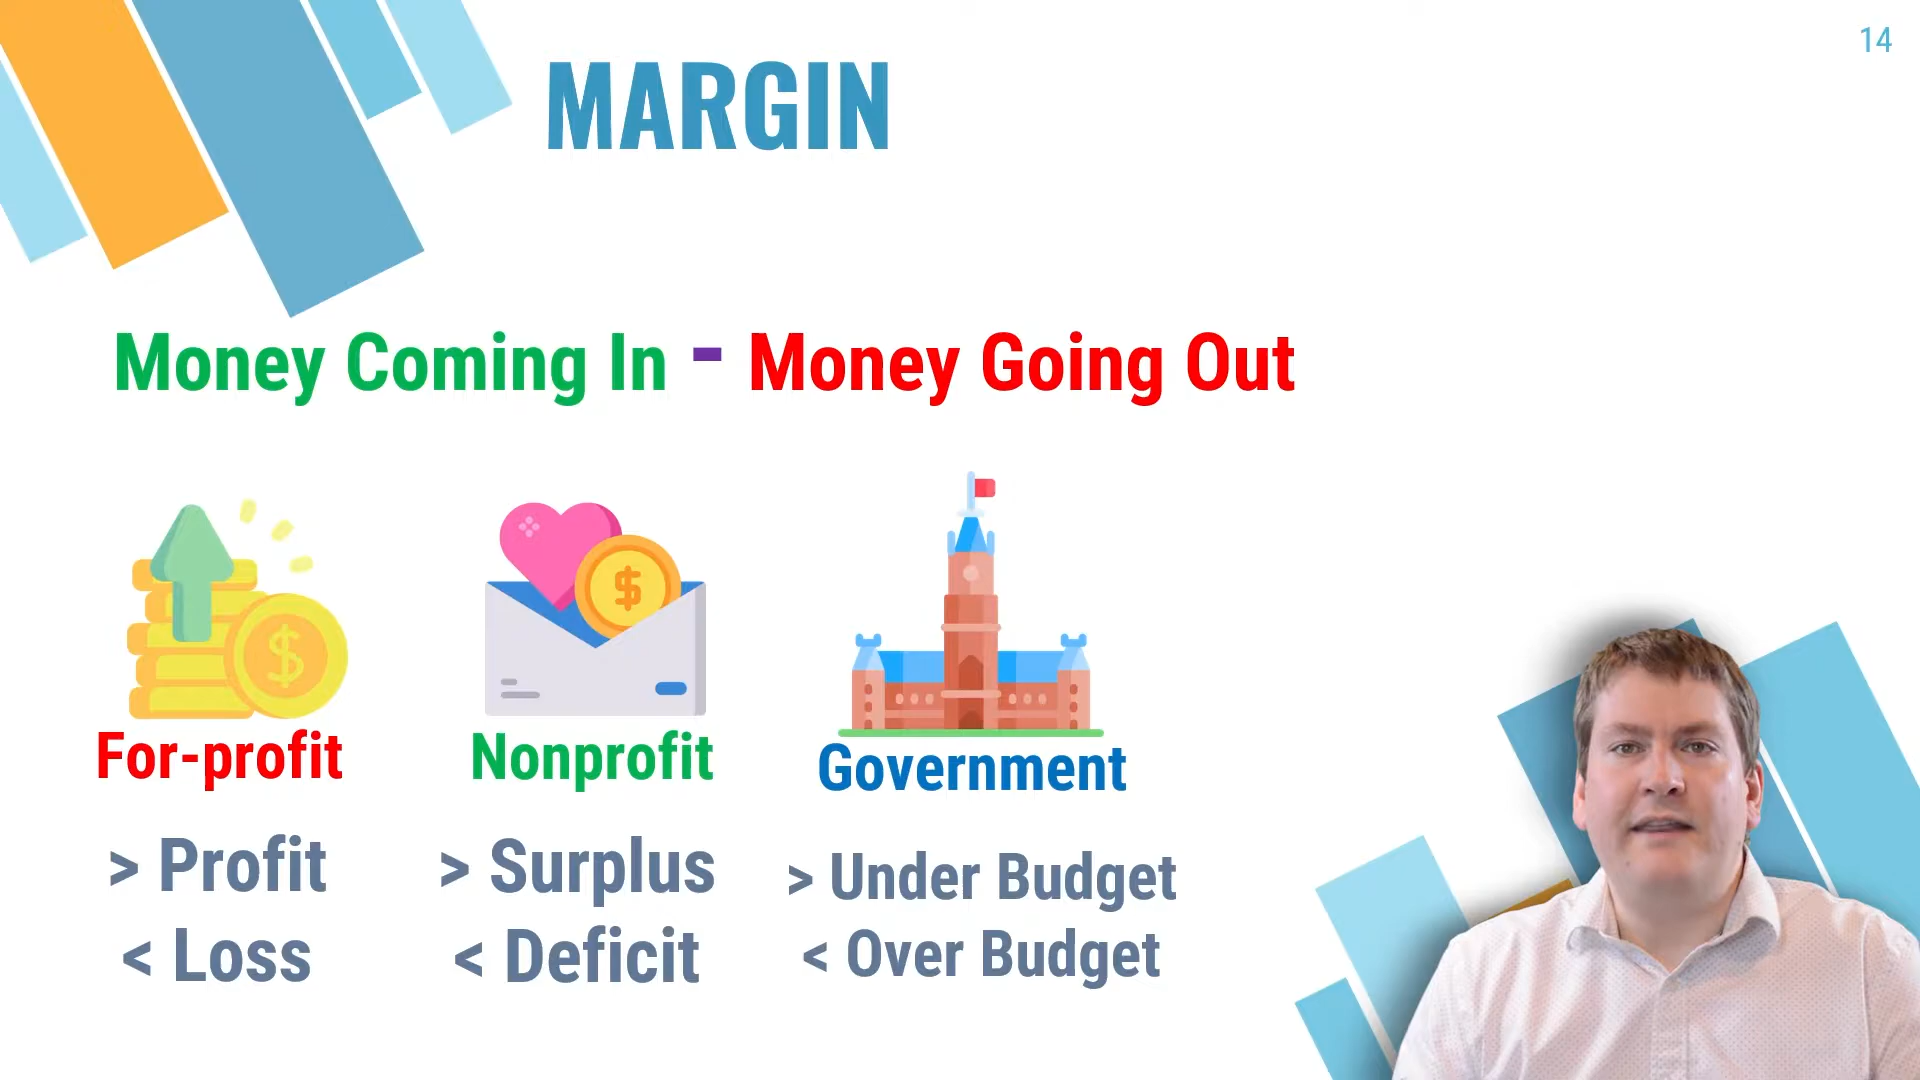 14
MARGIN
Money Coming In - Money Going Out
$
$
For-profit
Nonprofit
Government
> Profit
> Surplus
> Under Budget
< Loss
< Deficit
< Over Budget